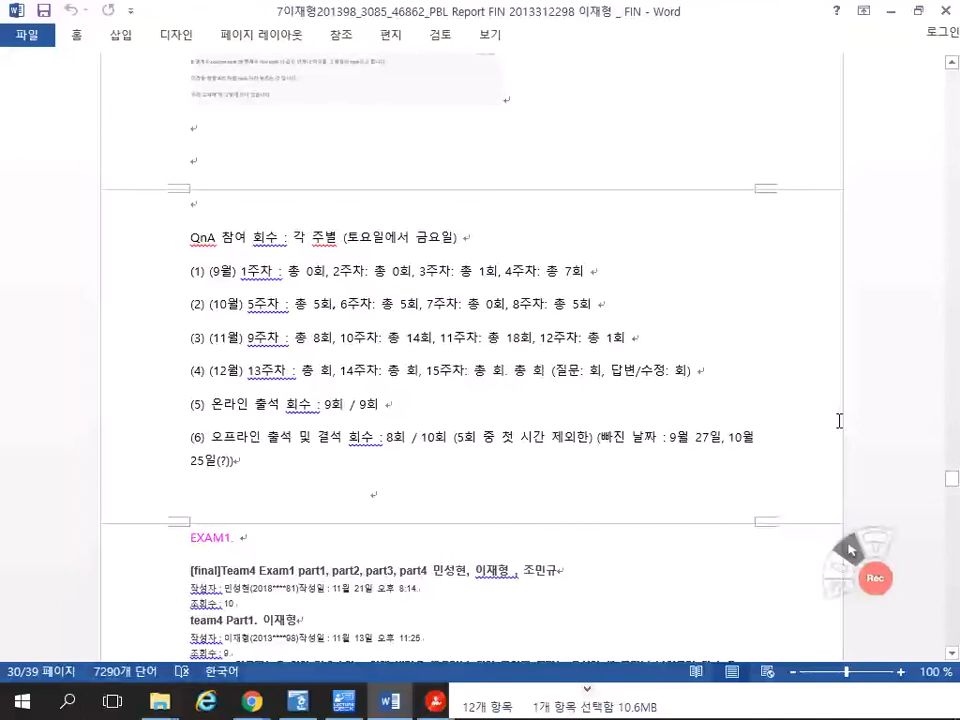 7이재형201398_3085_46862_PBL Report FIN 2013312298 이재형 _ FIN - Word
파일 홈 삽입 디자인 페이지 레이아웃 참조 편지 검토 보기 로그인
QnA 참여 회수 : 각 주별 (토요일에서 금요일)
(1) (9월) 1주차 : 총 0회, 2주차: 총 0회, 3주차: 총 1회, 4주차: 총 7회
(2) (10월) 5주차 : 총 5회, 6주차: 총 5회, 7주차: 총 0회, 8주차: 총 5회
(3) (11월) 9주차 : 총 8회, 10주차: 총 14회, 11주차: 총 18회, 12주차: 총 1회
(4) (12월) 13주차 : 총 회, 14주차: 총 회, 15주차: 총 회. 총 회 (질문: 회, 답변/수정: 회)
(5) 온라인 출석 회수 : 9회 / 9회
(6) 오프라인 출석 및 결석 회수 : 8회 / 10회 (5회 중 첫 시간 제외한) (빠진 날짜 : 9월 27일, 10월
25일(?))
EXAM1.
[final]Team4 Exam1 part1, part2, part3, part4 민성현, 이재형 , 조민규
작성자 : 민성현(2018****81)작성일 : 11월 21일 오후 8:14
조회수 : 10
team4 Part1. 이재형
작성자 : 이재형(2013****98)작성일 : 11월 13일 오후 11:26
조회수 : 9
Rec
30/39 페이지 7290개 단어 한국어 100 %
12개 항목 1개 항목 선택함 10.6MB